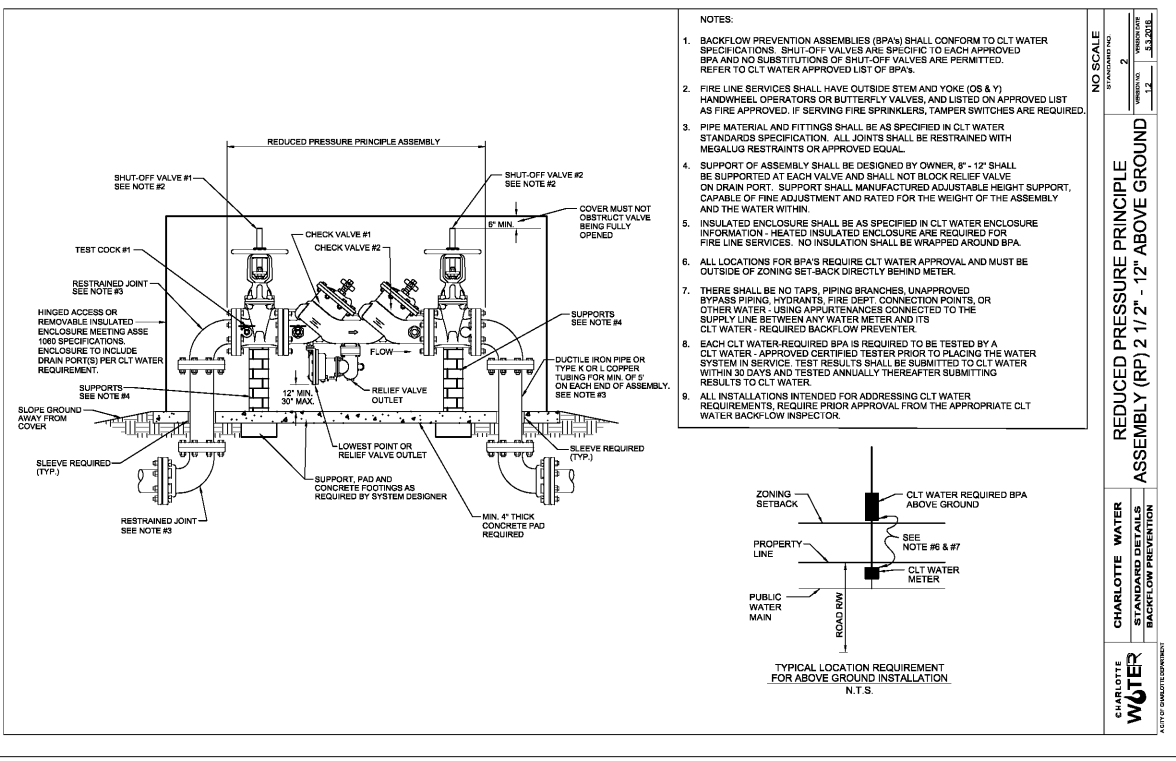 NOTES:
1. BACKFLOW PREVENTION ASSEMBLIES (BPA's) SHALL CONFORM TO CLT WATER
SPECIFICATIONS. SHUT-OFF VALVES ARE SPECIFIC TO EACH APPROVED
BPA AND NO SUBSTITUTIONS OF SHUT-OFF VALVES ARE PERMITTED.
REFER TO CLT WATER APPROVED LIST OF BPA's.
2. FIRE LINE SERVICES SHALL HAVE OUTSIDE STEM AND YOKE (OS & Y)
HANDWHEEL OPERATORS OR BUTTERFLY VALVES, AND LISTED ON APPROVED LIST
AS FIRE APPROVED. IF SERVING FIRE SPRINKLERS, TAMPER SWITCHES ARE REQUIRED.
3. PIPE MATERIAL AND FITTINGS SHALL BE AS SPECIFIED IN CLT WATER
STANDARDS SPECIFICATION. ALL JOINTS SHALL BE RESTRAINED WITH
MEGALUG RESTRAINTS OR APPROVED EQUAL.
4. SUPPORT OF ASSEMBLY SHALL BE DESIGNED BY OWNER, 8" - 12" SHALL
BE SUPPORTED AT EACH VALVE AND SHALL NOT BLOCK RELIEF VALVE
ON DRAIN PORT. SUPPORT SHALL MANUFACTURED ADJUSTABLE HEIGHT SUPPORT,
CAPABLE OF FINE ADJUSTMENT AND RATED FOR THE WEIGHT OF THE ASSEMBLY
AND THE WATER WITHIN.
5. INSULATED ENCLOSURE SHALL BE AS SPECIFIED IN CLT WATER ENCLOSURE
INFORMATION - HEATED INSULATED ENCLOSURE ARE REQUIRED FOR
FIRE LINE SERVICES. NO INSULATION SHALL BE WRAPPED AROUND BPA.
6. ALL LOCATIONS FOR BPA'S REQUIRE CLT WATER APPROVAL AND MUST BE
OUTSIDE OF ZONING SET-BACK DIRECTLY BEHIND METER.
7. THERE SHALL BE NO TAPS, PIPING BRANCHES, UNAPPROVED
BYPASS PIPING, HYDRANTS, FIRE DEPT. CONNECTION POINTS, OR
OTHER WATER - USING APPURTENANCES CONNECTED TO THE
SUPPLY LINE BETWEEN ANY WATER METER AND ITS
CLT WATER - REQUIRED BACKFLOW PREVENTER.
8. EACH CLT WATER-REQUIRED BPA IS REQUIRED TO BE TESTED BY A
CLT WATER - APPROVED CERTIFIED TESTER PRIOR TO PLACING THE WATER
SYSTEM IN SERVICE. TEST RESULTS SHALL BE SUBMITTED TO CLT WATER
WITHIN 30 DAYS AND TESTED ANNUALLY THEREAFTER SUBMITTING
RESULTS TO CLT WATER.
9. ALL INSTALLATIONS INTENDED FOR ADDRESSING CLT WATER
REQUIREMENTS, REQUIRE PRIOR APPROVAL FROM THE APPROPRIATE CLT
WATER BACKFLOW INSPECTOR.
REDUCED PRESSURE PRINCIPLE ASSEMBLY
SHUT-OFF VALVE #1
SEE NOTE #2
SHUT-OFF VALVE #2
SEE NOTE #2
COVER MUST NOT
OBSTRUCT VALVE
BEING FULLY
OPENED
6" MIN.
CHECK VALVE #1
CHECK VALVE #2
TEST COCK #1
RESTRAINED JOINT
SEE NOTE #3
HINGED ACCESS OR
REMOVABLE INSULATED
ENCLOSURE MEETING ASSE
1060 SPECIFICATIONS.
ENCLOSURE TO INCLUDE
DRAIN PORT(S) PER CLT WATER
REQUIREMENT.
SUPPORTS
SEE NOTE #4
FLOW
DUCTILE IRON PIPE OR
TYPE K OR L COPPER
TUBING FOR MIN. OF 5'
ON EACH END OF ASSEMBLY.
SEE NOTE #3
SUPPORTS
SEE NOTE #4
12" MIN.
30" MAX.
RELIEF VALVE
OUTLET
SLOPE GROUND
AWAY FROM
COVER
LOWEST POINT OR
RELIEF VALVE OUTLET
SLEEVE REQUIRED
(TYP.)
SLEEVE REQUIRED
(TYP.)
SUPPORT, PAD AND
CONCRETE FOOTINGS AS
REQUIRED BY SYSTEM DESIGNER
RESTRAINED JOINT
SEE NOTE #3
MIN. 4" THICK
CONCRETE PAD
REQUIRED
ZONING
SETBACK
CLT WATER REQUIRED BPA
ABOVE GROUND
SEE
NOTE #6 & #7
PROPERTY
LINE
CLT WATER
METER
PUBLIC
WATER
MAIN
ROAD R/W
TYPICAL LOCATION REQUIREMENT
FOR ABOVE GROUND INSTALLATION
N.T.S.
NO SCALE
STANDARD NO.
2
VERSION NO.
1.2
VERSION DATE
5.3.2016
REDUCED PRESSURE PRINCIPLE
ASSEMBLY (RP) 2 1/2" - 12" ABOVE GROUND
CHARLOTTE WATER
STANDARD DETAILS
BACKFLOW PREVENTION
CHARLOTTE
WATER
A CITY OF CHARLOTTE DEPARTMENT